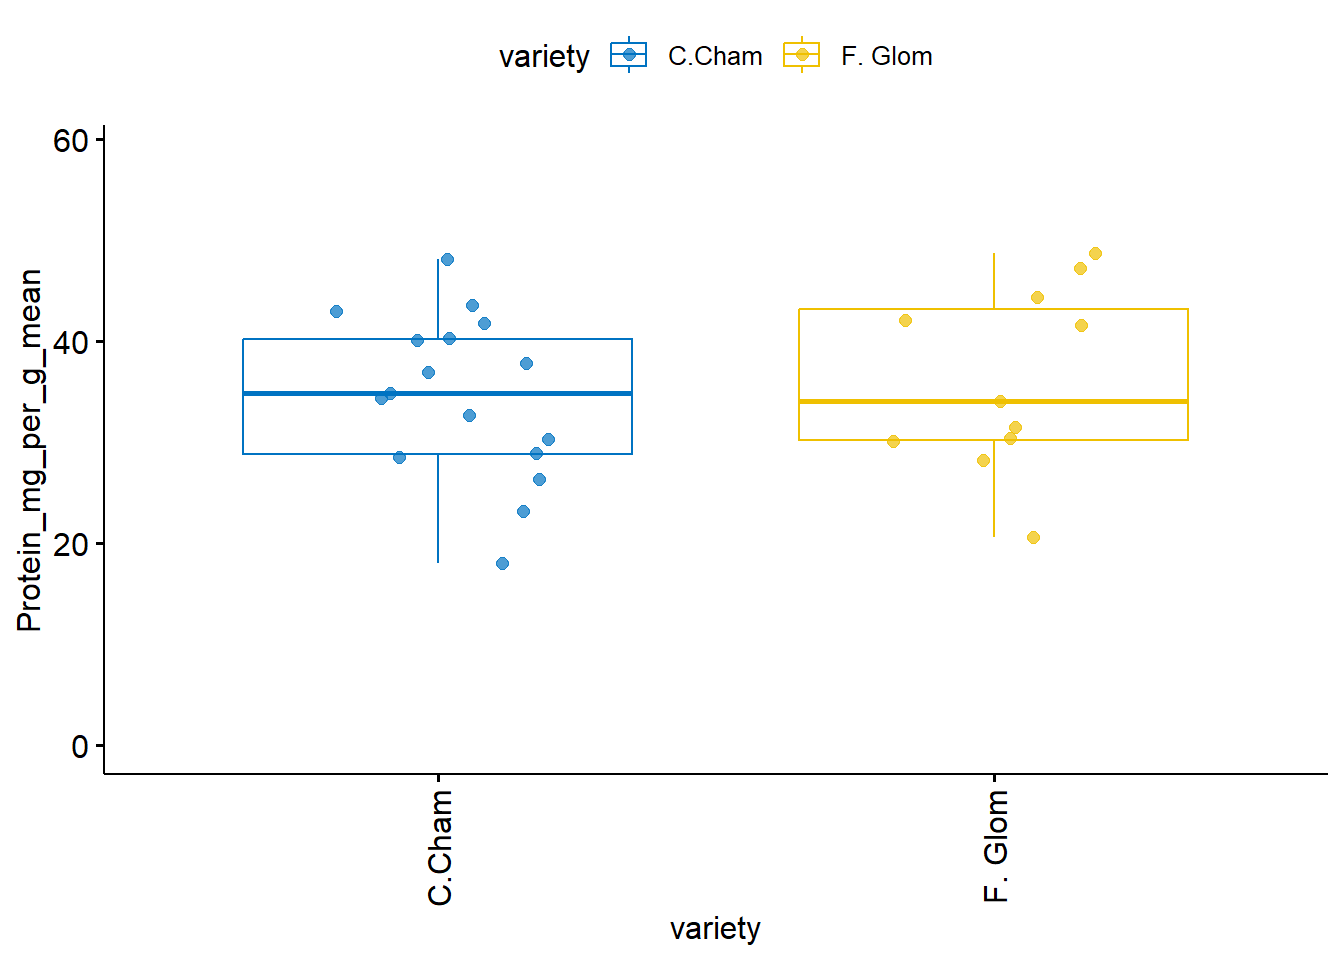 variety C.Cham F. Glom
Protein_mg_per_g_mean
60
40
20
0
C.Cham
F. Glom
variety